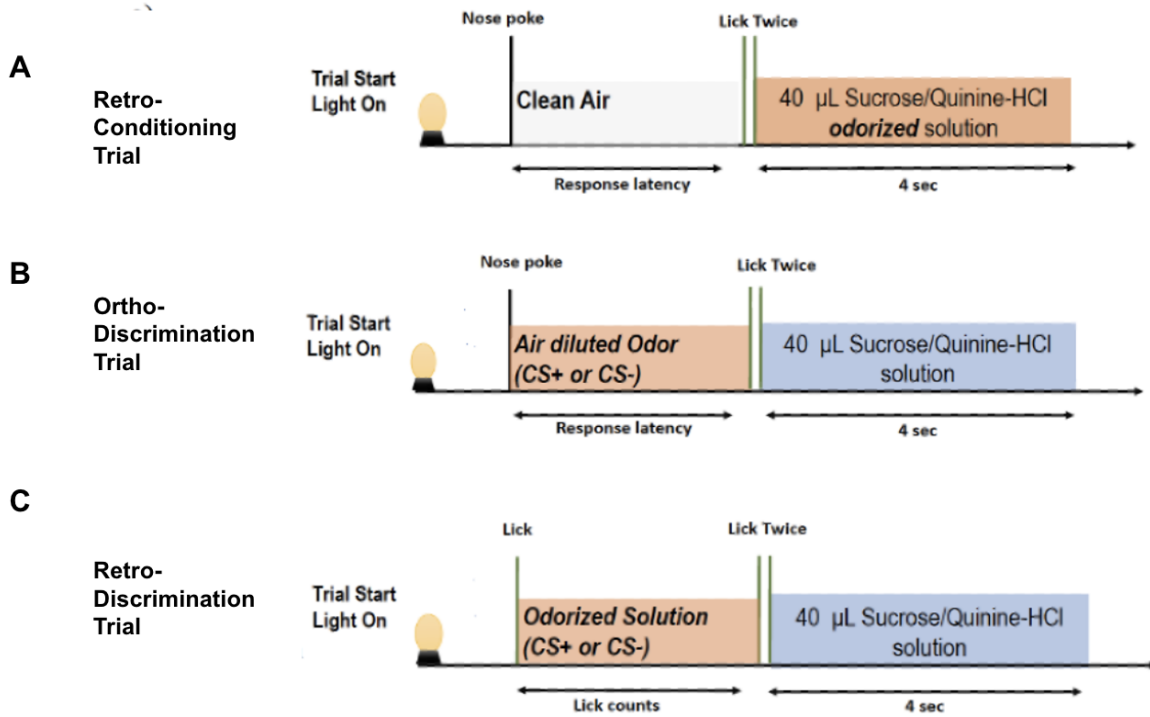 A
Retro-
Conditioning
Trial
Trial Start
Light On
Nose poke
Clean Air
Response latency
Lick Twice
40 µL Sucrose/Quinine-HCl
odorized solution
4 sec
B
Ortho-
Discrimination
Trial
Trial Start
Light On
Nose poke
Air diluted Odor
(CS+ or CS-)
Response latency
Lick Twice
40 µL Sucrose/Quinine-HCl
solution
4 sec
C
Retro-
Discrimination
Trial
Trial Start
Light On
Lick
Odorized Solution
(CS+ or CS-)
Lick counts
Lick Twice
40 µL Sucrose/Quinine-HCl
solution
4 sec